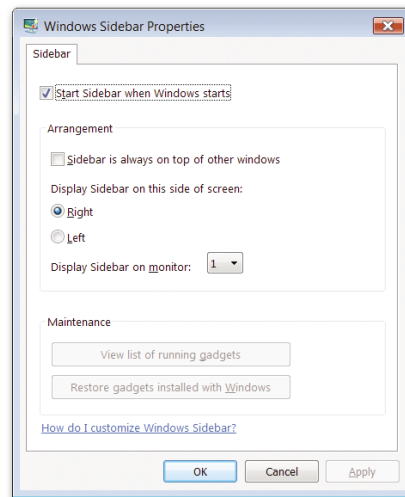 Windows Sidebar Properties
Sidebar
Start Sidebar when Windows starts
Arrangement
Sidebar is always on top of other windows
Display Sidebar on this side of screen:
Right
Left
Display Sidebar on monitor: 1
Maintenance
View list of running gadgets
Restore gadgets installed with Windows
How do I customize Windows Sidebar?
OK Cancel Apply